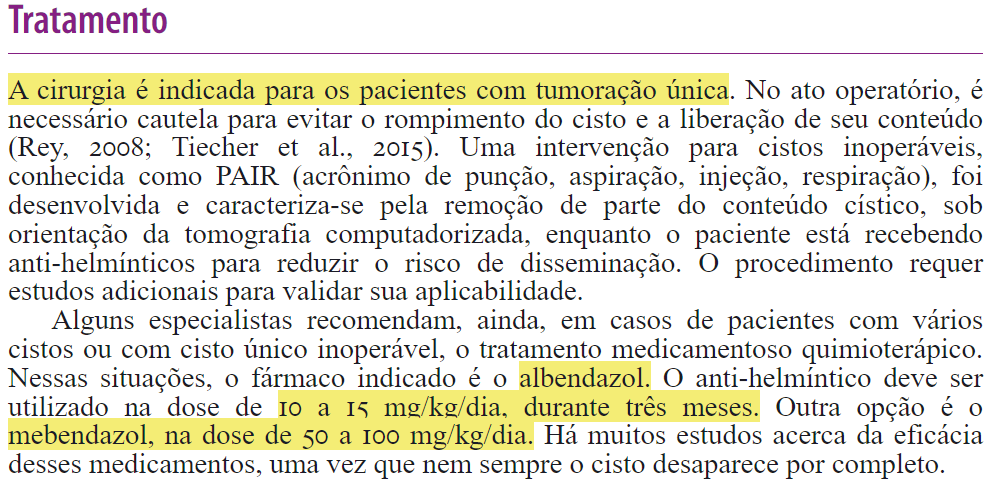 Tratamento
A cirurgia é indicada para os pacientes com tumoração única. No ato operatório, é
necessário cautela para evitar o rompimento do cisto e a liberação de seu conteúdo
(Rey, 2008; Tiecher et al., 2015). Uma intervenção para cistos inoperáveis,
conhecida como PAIR (acrônimo de punção, aspiração, injeção, respiração), foi
desenvolvida e caracteriza-se pela remoção de parte do conteúdo cístico, sob
orientação da tomografia computadorizada, enquanto o paciente está recebendo
anti-helmínticos para reduzir o risco de disseminação. O procedimento requer
estudos adicionais para validar sua aplicabilidade.
Alguns especialistas recomendam, ainda, em casos de pacientes com vários
cistos ou com cisto único inoperável, o tratamento medicamentoso quimioterápico.
Nessas situações, o fármaco indicado é o albendazol. O anti-helmíntico deve ser
utilizado na dose de 10 a 15 mg/kg/dia, durante três meses. Outra opção é o
mebendazol, na dose de 50 a 100 mg/kg/dia. Há muitos estudos acerca da eficácia
desses medicamentos, uma vez que nem sempre o cisto desaparece por completo.